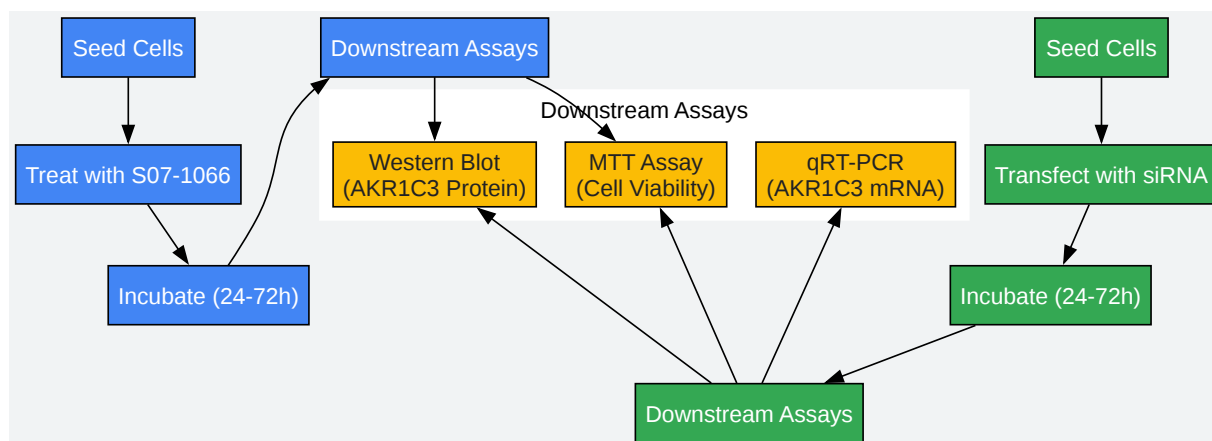 Seed Cells
Downstream Assays
Seed Cells
Downstream Assays
Treat with S07-1066
Western Blot
(AKR1C3 Protein)
MTT Assay
(Cell Viability)
qRT-PCR
(AKR1C3 mRNA)
Transfect with siRNA
Incubate (24-72h)
Incubate (24-72h)
Downstream Assays